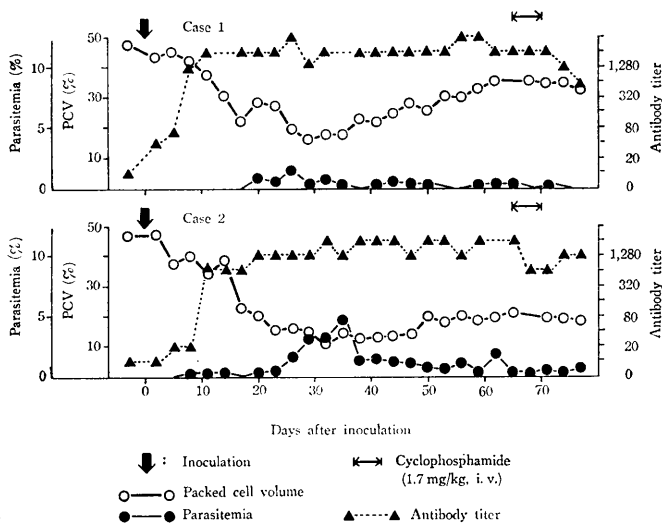 Case 1
Parasitemia (%)
10
5
0
PCV (%)
50
30
10
1,280
320
80
20
0
Antibody titer
Case 2
Parasitemia (%)
10
5
0
PCV (%)
50
30
10
1,280
320
80
20
0
Antibody titer
0 10 20 30 40 50 60 70
Days after inoculation
: Inoculation
Cyclophosphamide
(1.7 mg/kg, i. v.)
Packed cell volume
Parasitemia
Antibody titer